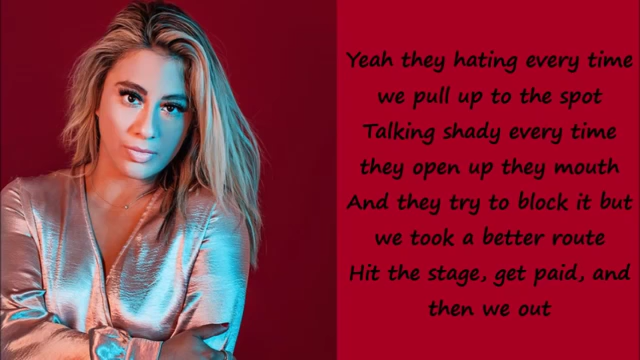 Yeah they hating every time
we pull up to the spot
Talking shady every time
they open up they mouth
And they try to block it but
we took a better route
Hit the stage, get paid, and
then we out